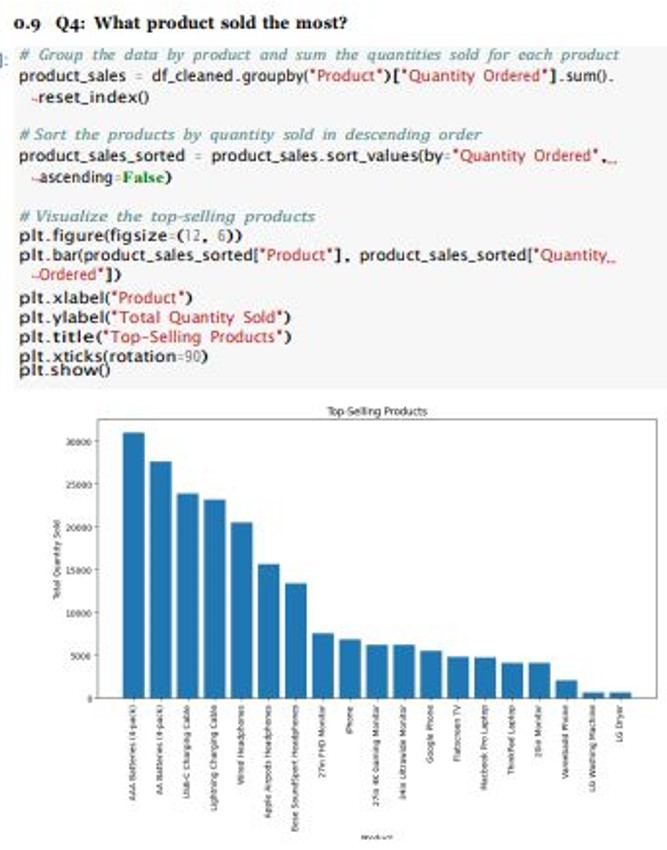 0.9 Q4: What product sold the most?
# Group the data by product and sum the quantities sold for each product
product_sales = df_cleaned.groupby("Product")["Quantity Ordered"].sum().
reset_index()
# Sort the products by quantity sold in descending order
product_sales_sorted = product_sales.sort_values(by="Quantity Ordered",
ascending=False)
# Visualize the top-selling products
plt.figure(figsize=(12, 6))
plt.bar(product_sales_sorted["Product"], product_sales_sorted["Quantity
Ordered"])
plt.xlabel("Product")
plt.ylabel("Total Quantity Sold")
plt.title("Top-Selling Products")
plt.xticks(rotation=90)
plt.show()
Top-Selling Products
30000
25000
20000
15000
10000
5000
0
Total Quantity Sold
AAA Batteries (4-pack)
AA Batteries (4-pack)
USB-C Charging Cable
Lightning Charging Cable
Wired Headphones
Apple Airpods Headphones
Bose SoundSport Headphones
27in FHD Monitor
iPhone
27in 4K Gaming Monitor
34in Ultrawide Monitor
Google Phone
Flatscreen TV
Macbook Pro Laptop
ThinkPad Laptop
20in Monitor
Vareebadd Phone
LG Washing Machine
LG Dryer
Product